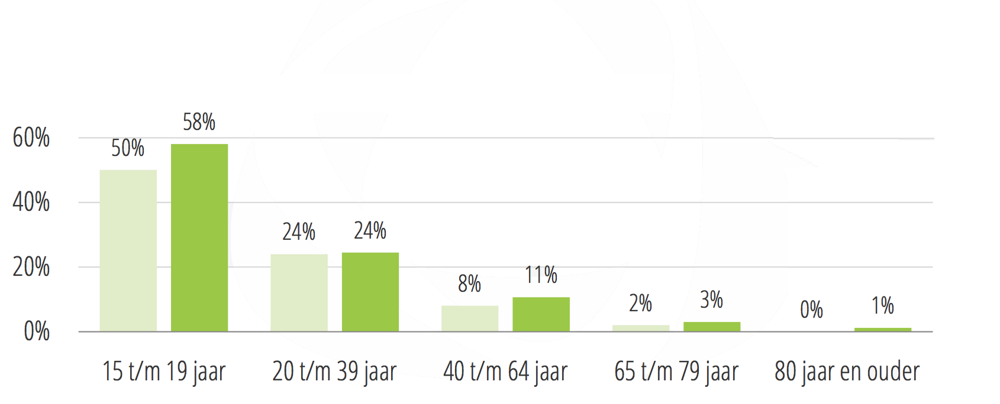 58%
60%
50%
40%
24%
24%
20%
8%
11%
2%
3%
0%
1%
0%
15 t/m 19 jaar
20 t/m 39 jaar
40 t/m 64 jaar
65 t/m 79 jaar
80 jaar en ouder